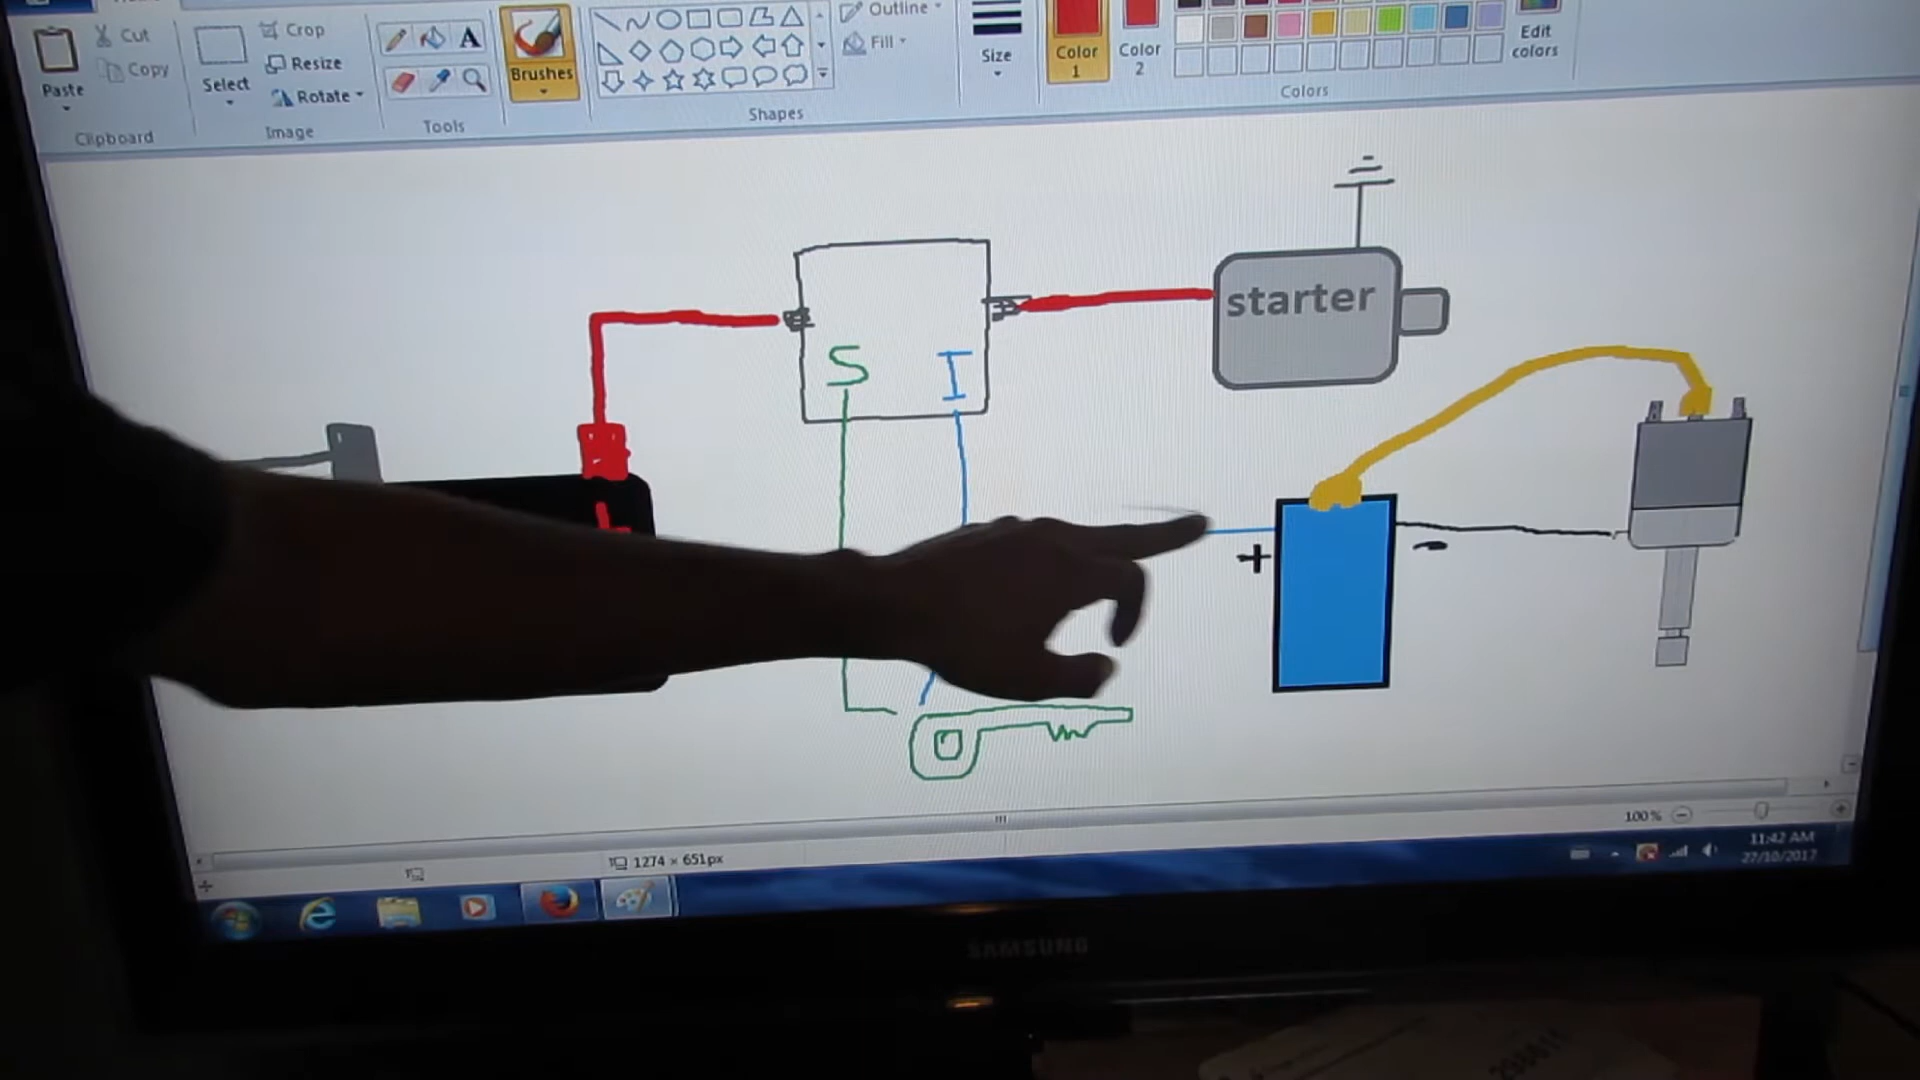 Cut
Copy
Paste
Clipboard
Select
Crop
Resize
Rotate
Image
Tools
Brushes
Shapes
Outline
Fill
Size
Color
1
Color
2
Edit
colors
Colors
starter
S
I
+
-
100%
1274 × 651px
11:42 AM
27/10/2017
SAMSUNG